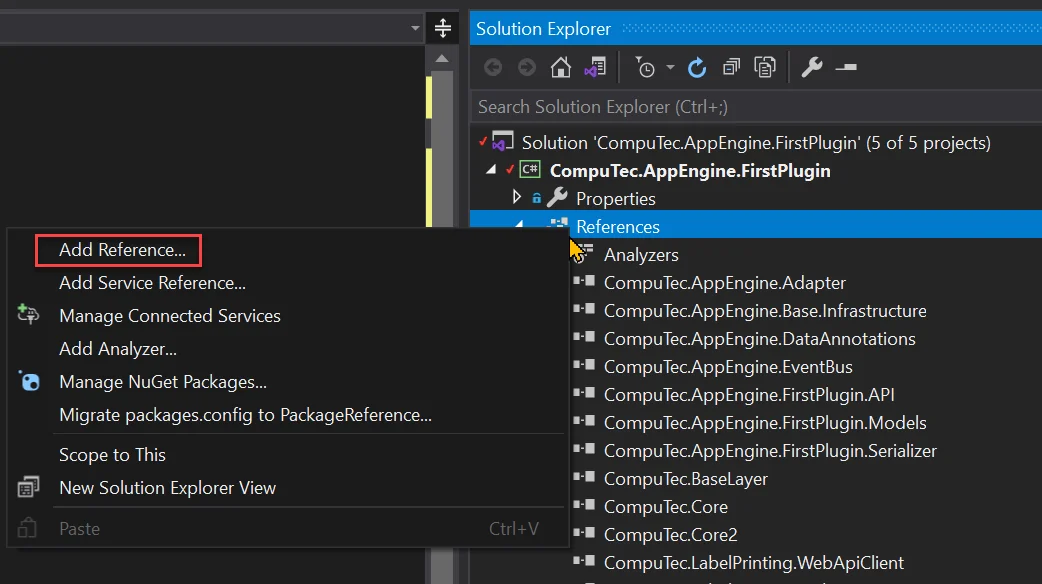 Solution Explorer
Search Solution Explorer (Ctrl+;)
Solution 'CompuTec.AppEngine.FirstPlugin' (5 of 5 projects)
C# CompuTec.AppEngine.FirstPlugin
Properties
References
Analyzers
CompuTec.AppEngine.Adapter
CompuTec.AppEngine.Base.Infrastructure
CompuTec.AppEngine.DataAnnotations
CompuTec.AppEngine.EventBus
CompuTec.AppEngine.FirstPlugin.API
CompuTec.AppEngine.FirstPlugin.Models
CompuTec.AppEngine.FirstPlugin.Serializer
CompuTec.BaseLayer
CompuTec.Core
CompuTec.Core2
CompuTec.LabelPrinting.WebApiClient
Add Reference...
Add Service Reference...
Manage Connected Services
Add Analyzer...
Manage NuGet Packages...
Migrate packages.config to PackageReference...
Scope to This
New Solution Explorer View
Paste Ctrl+V